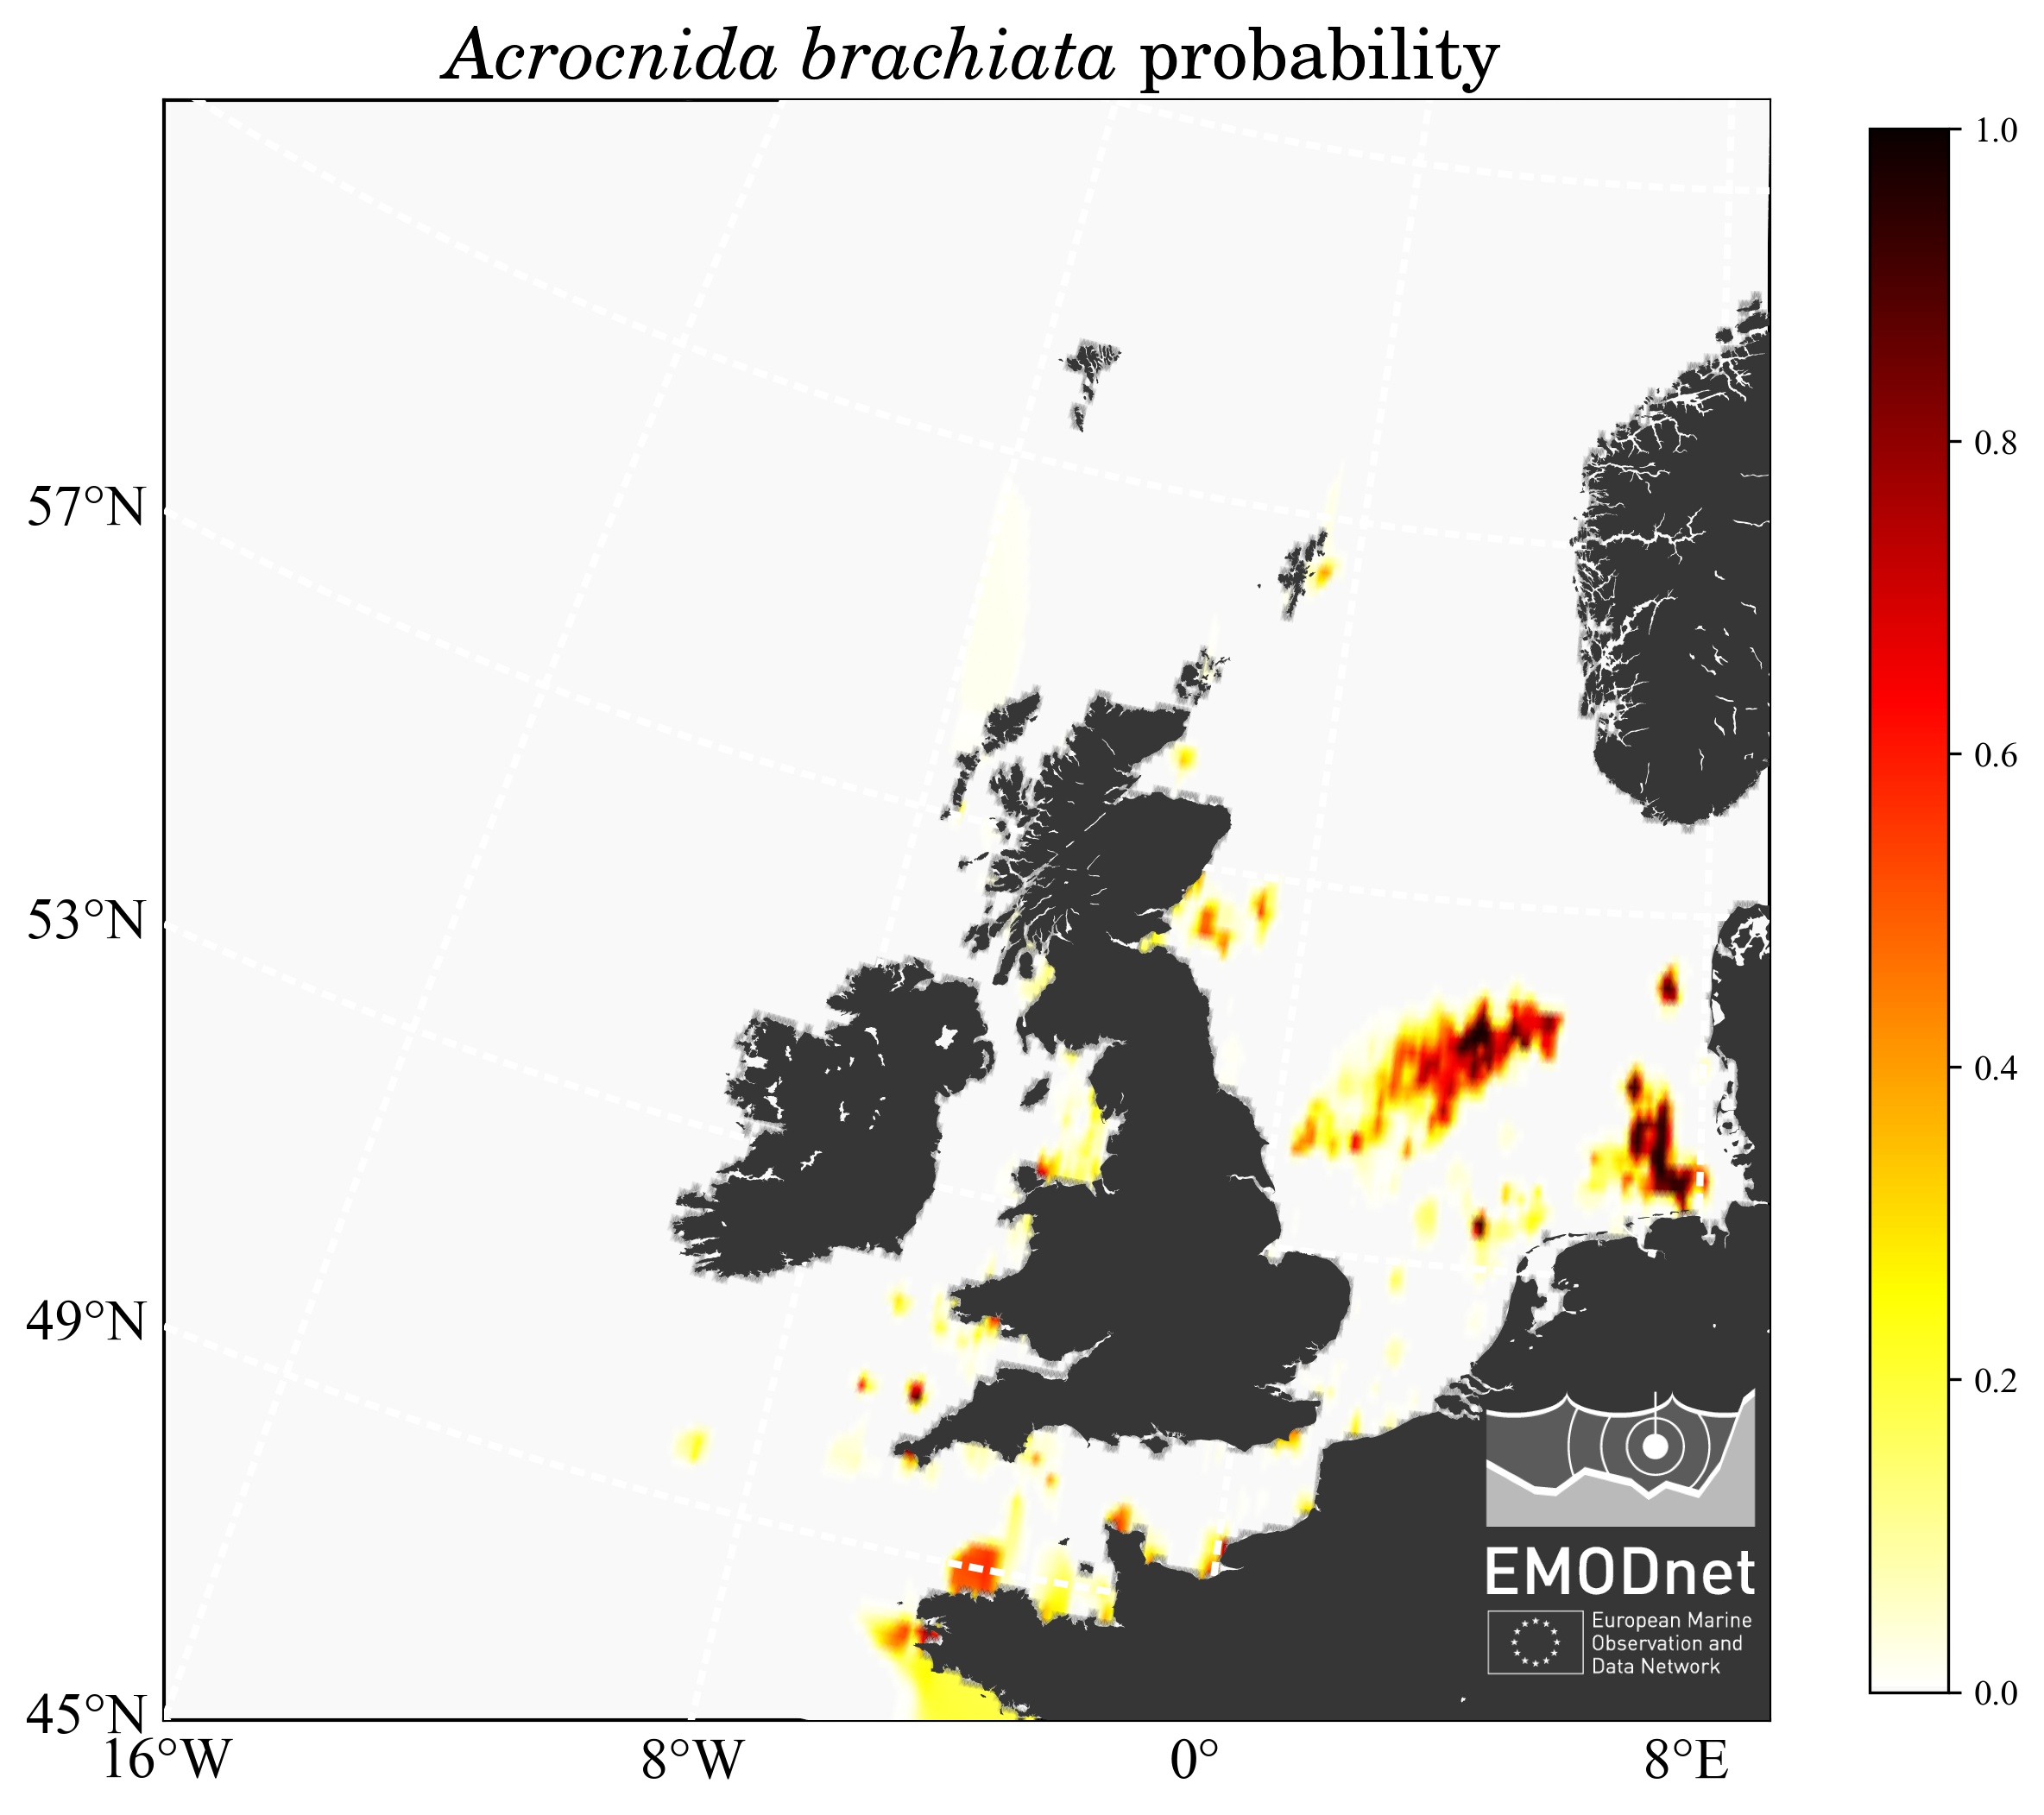 Acrocnida brachiata probability
57°N
53°N
49°N
45°N
16°W
8°W
0°
8°E
1.0
0.8
0.6
0.4
0.2
0.0
EMODnet
European Marine
Observation and
Data Network